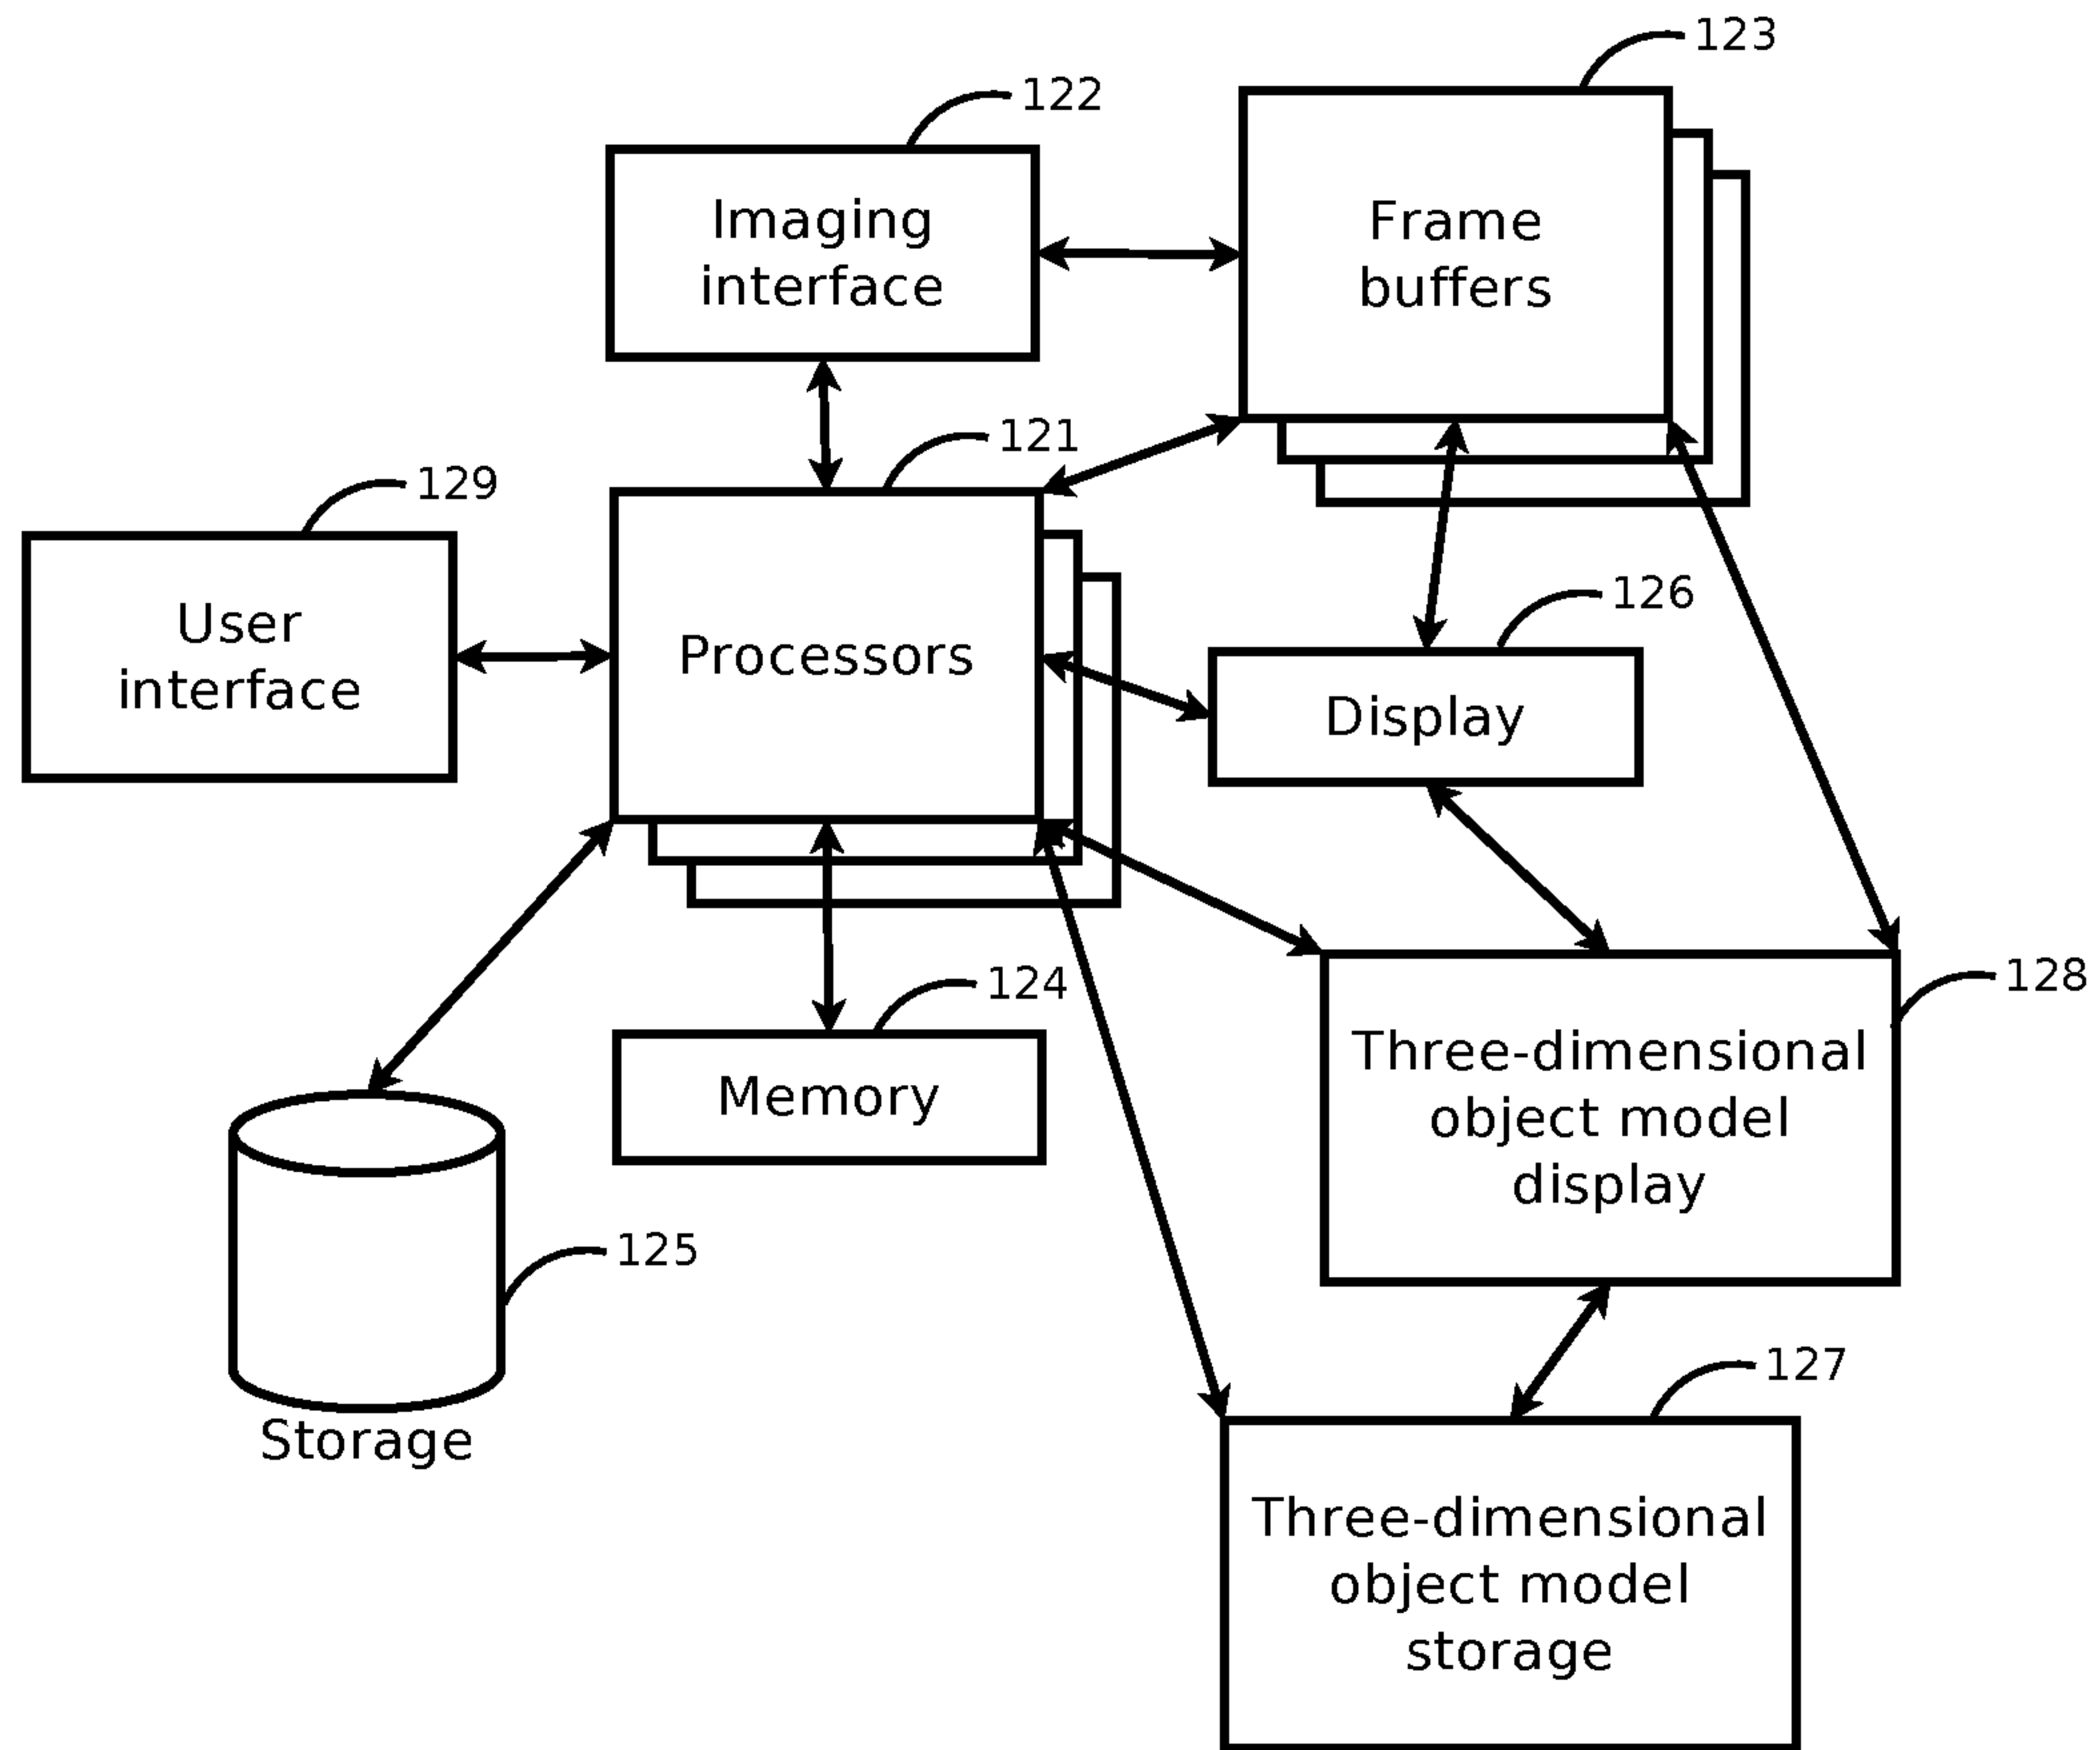 123
122
Imaging
interface
Frame
buffers
121
129
User
interface
Processors
126
Display
124
Memory
128
Three-dimensional
object model
display
125
Storage
127
Three-dimensional
object model
storage